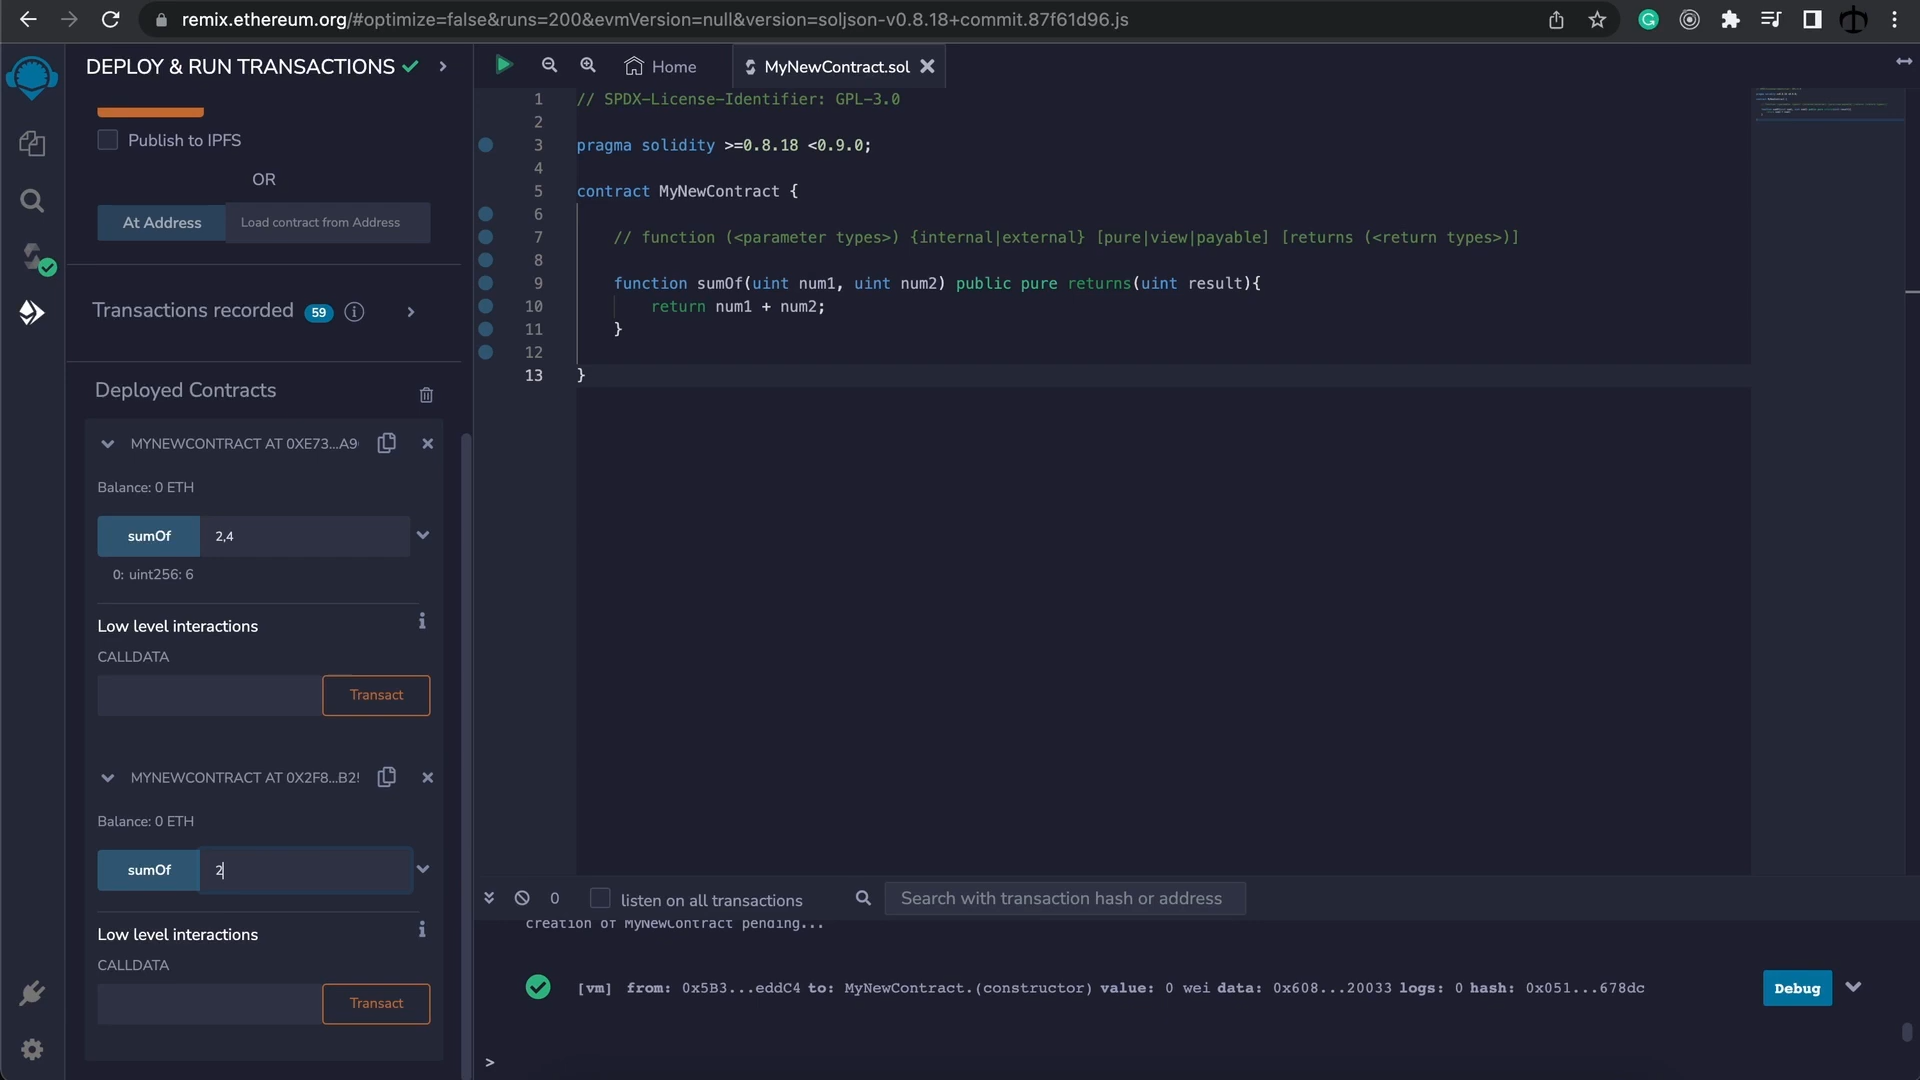 remix.ethereum.org/#optimize=false&runs=200&evmVersion=null&version=soljson-v0.8.18+commit.87f61d96.js
DEPLOY & RUN TRANSACTIONS
Publish to IPFS
OR
At Address
Load contract from Address
Transactions recorded 59
Deployed Contracts
MYNEWCONTRACT AT 0XE73...A9
Balance: 0 ETH
sumOf
2,4
0: uint256: 6
Low level interactions
CALLDATA
Transact
MYNEWCONTRACT AT 0X2F8...B2
Balance: 0 ETH
sumOf
2
Low level interactions
CALLDATA
Transact
Home
MyNewContract.sol
1 // SPDX-License-Identifier: GPL-3.0
2
3 pragma solidity >=0.8.18 <0.9.0;
4
5 contract MyNewContract {
6
7 // function (<parameter types>) {internal|external} [pure|view|payable] [returns (<return types>)]
8
9 function sumOf(uint num1, uint num2) public pure returns(uint result){
10 return num1 + num2;
11 }
12
13 }
0
listen on all transactions
Search with transaction hash or address
creation of MyNewContract pending...
[vm] from: 0x5B3...eddC4 to: MyNewContract.(constructor) value: 0 wei data: 0x608...20033 logs: 0 hash: 0x051...678dc
Debug
>